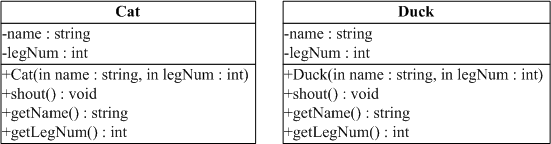 Cat
-name : string
-legNum : int
+Cat(in name : string, in legNum : int)
+shout() : void
+getName() : string
+getLegNum() : int
Duck
-name : string
-legNum : int
+Duck(in name : string, in legNum : int)
+shout() : void
+getName() : string
+getLegNum() : int